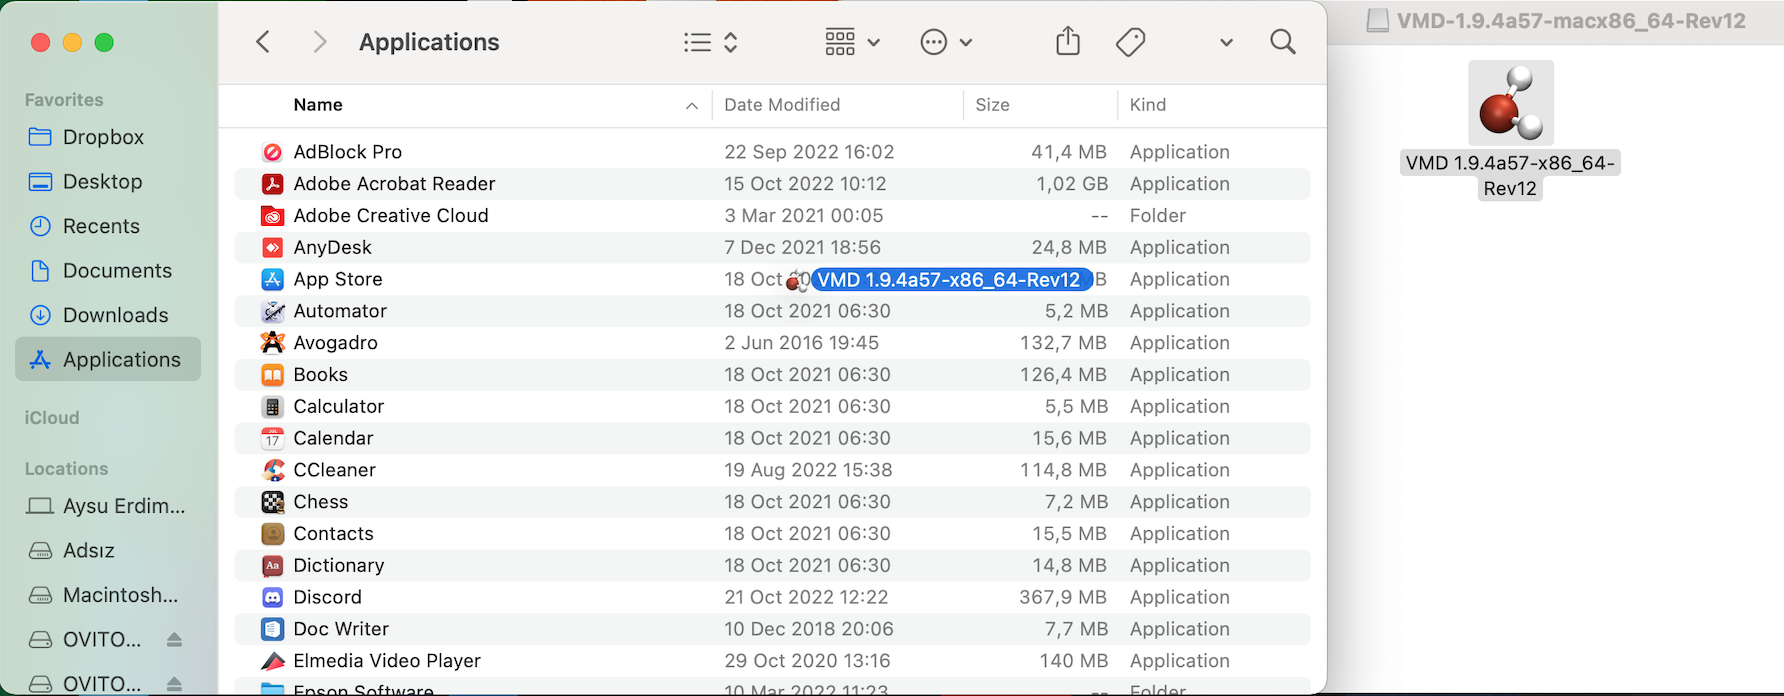 VMD-1.9.4a57-macx86_64-Rev12
VMD 1.9.4a57-x86_64-
Rev12
Applications
Favorites
Dropbox
Desktop
Recents
Documents
Downloads
Applications
iCloud
Locations
Aysu Erdim...
Adsız
Macintosh...
OVITO...
OVITO...
Name Date Modified Size Kind
AdBlock Pro 22 Sep 2022 16:02 41,4 MB Application
Adobe Acrobat Reader 15 Oct 2022 10:12 1,02 GB Application
Adobe Creative Cloud 3 Mar 2021 00:05 -- Folder
AnyDesk 7 Dec 2021 18:56 24,8 MB Application
App Store 18 Oct VMD 1.9.4a57-x86_64-Rev12 Application
Automator 18 Oct 2021 06:30 5,2 MB Application
Avogadro 2 Jun 2016 19:45 132,7 MB Application
Books 18 Oct 2021 06:30 126,4 MB Application
Calculator 18 Oct 2021 06:30 5,5 MB Application
Calendar 18 Oct 2021 06:30 15,6 MB Application
CCleaner 19 Aug 2022 15:38 114,8 MB Application
Chess 18 Oct 2021 06:30 7,2 MB Application
Contacts 18 Oct 2021 06:30 15,5 MB Application
Dictionary 18 Oct 2021 06:30 14,8 MB Application
Discord 21 Oct 2022 12:22 367,9 MB Application
Doc Writer 10 Dec 2018 20:06 7,7 MB Application
Elmedia Video Player 29 Oct 2020 13:16 140 MB Application
Epson Software 10 Mar 2022 11:23 -- Folder